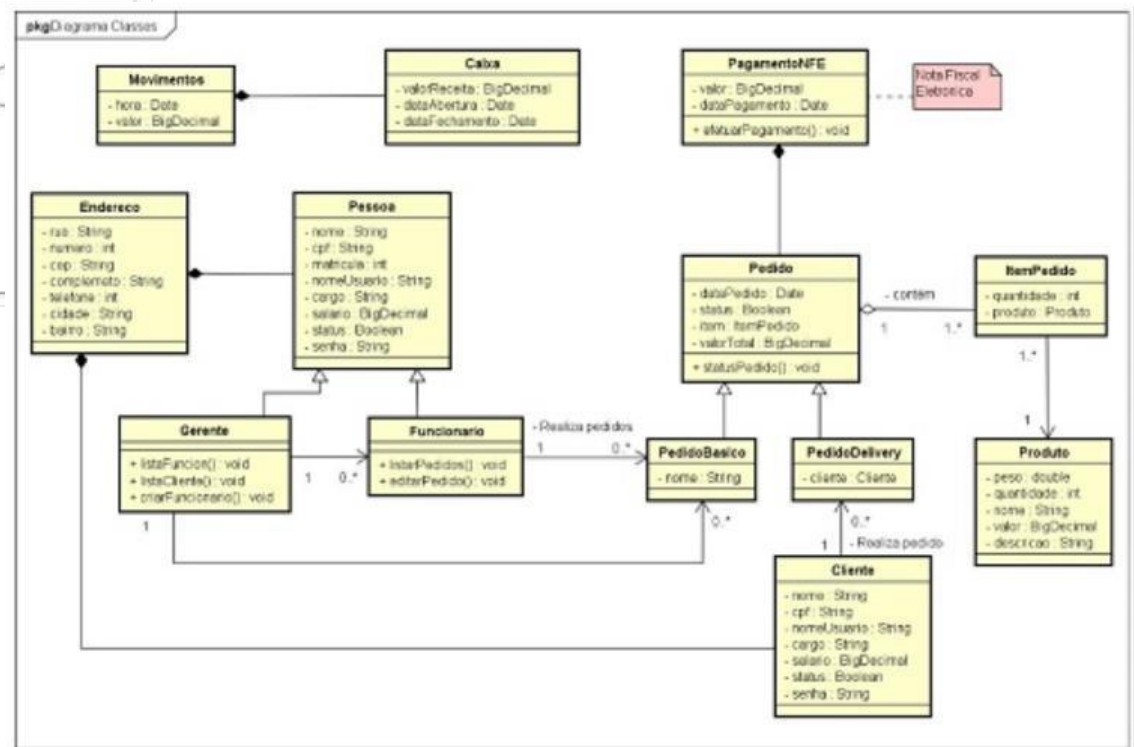 pkg Diagrama Classes
Movimentos
- hora : Date
- valor : BigDecimal
Caixa
- valorReceita : BigDecimal
- dataAbertura : Date
- dataFechamento : Date
PagamentoNFE
- valor : BigDecimal
- dataPagamento : Date
+ efetuarPagamento() : void
Nota Fiscal
Eletronica
Endereco
- rua : String
- numero : int
- cep : String
- complemato : String
- telefone : int
- cidade : String
- bairro : String
Pessoa
- nome : String
- cpf : String
- matricula : int
- nomeUsuario : String
- cargo : String
- salario : BigDecimal
- status : Boolean
- senha : String
Pedido
- dataPedido : Date
- status : Boolean
- item : ItemPedido
- valorTotal : BigDecimal
+ statusPedido() : void
- contém
1
1..*
ItemPedido
- quantidade : int
- produto : Produto
1..*
1
Gerente
+ listaFuncion() : void
+ listaCliente() : void
+ criarFuncionario() : void
1
0..*
1
Funcionario
+ listarPedidos() : void
+ editarPedido() : void
- Realiza pedidos
1
0..*
PedidoBasico
- nome : String
0..*
PedidoDelivery
- cliente : Cliente
0..*
1
- Realiza pedido
Produto
- peso : double
- quantidade : int
- nome : String
- valor : BigDecimal
- descricao : String
Cliente
- nome : String
- cpf : String
- nomeUsuario : String
- cargo : String
- salario : BigDecimal
- status : Boolean
- senha : String